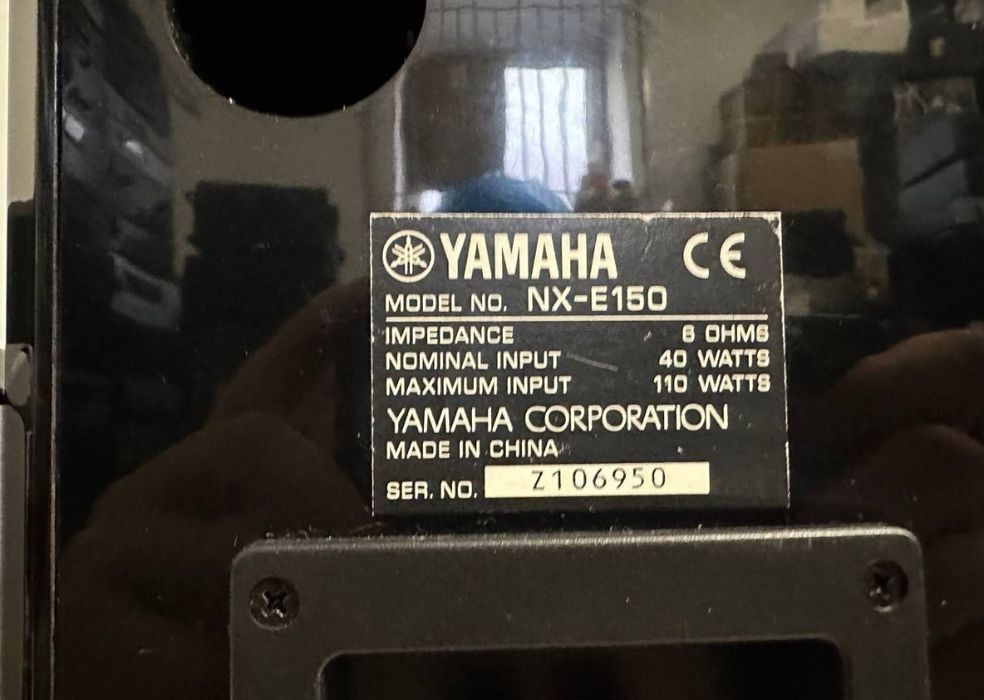 YAMAHA CE
MODEL NO. NX-E150
IMPEDANCE 6 OHMS
NOMINAL INPUT 40 WATTS
MAXIMUM INPUT 110 WATTS
YAMAHA CORPORATION
MADE IN CHINA
SER. NO. Z106950